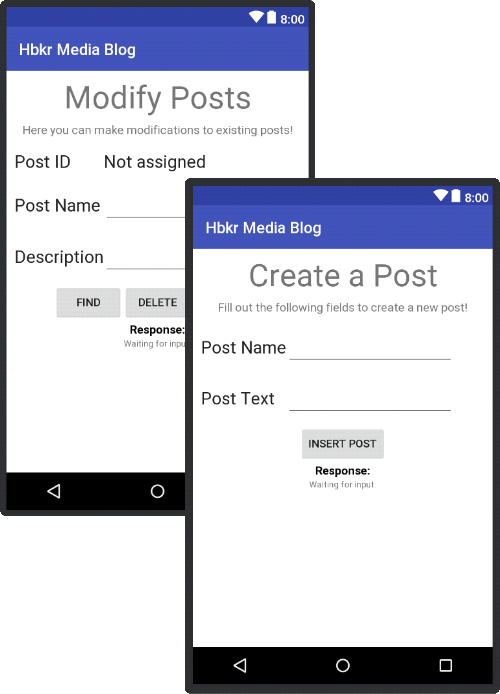 8:00
Hbkr Media Blog
Modify Posts
Here you can make modifications to existing posts!
Post ID Not assigned
Post Name
Description
FIND DELETE
Response:
Waiting for inpu
8:00
Hbkr Media Blog
Create a Post
Fill out the following fields to create a new post!
Post Name
Post Text
INSERT POST
Response:
Waiting for input.